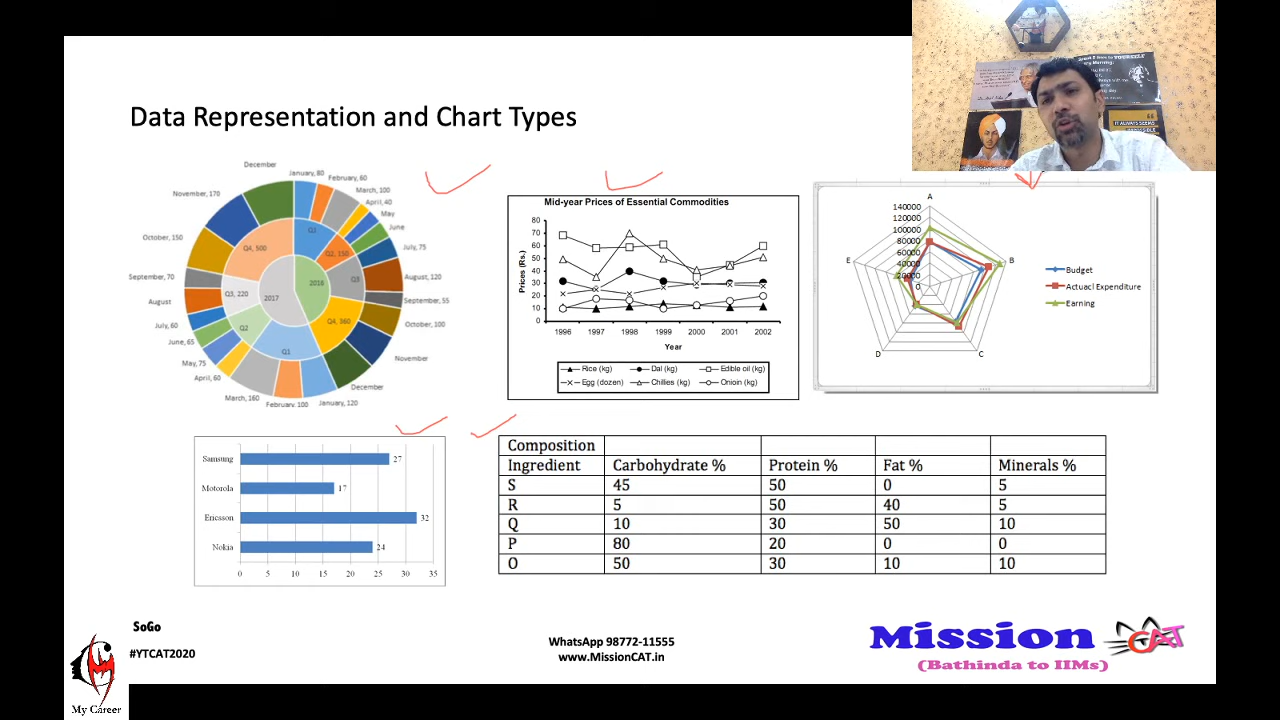 Data Representation and Chart Types
December
January, 80
February, 60
March, 100
April, 40
May
June
July, 75
August, 120
September, 55
October, 100
November
December
January, 120
February, 100
March, 160
April, 60
May, 75
June, 65
July, 60
August
September, 70
October, 150
November, 170
Q1
Q2, 150
Q3
Q4, 360
Q1
Q2
Q3, 220
Q4, 500
2017
2018
Mid-year Prices of Essential Commodities
Prices (Rs.)
80
70
60
50
40
30
20
10
0
1996 1997 1998 1999 2000 2001 2002
Year
Rice (kg) Dal (kg) Edible oil (kg)
Egg (dozen) Chillies (kg) Onioin (kg)
A
140000
120000
100000
80000
60000
40000
20000
0
E
B
D
C
Budget
Actuacl Expenditure
Earning
Samsung 27
Motorola 17
Ericsson 32
Nokia 24
0 5 10 15 20 25 30 35
Composition
Ingredient Carbohydrate % Protein % Fat % Minerals %
S 45 50 0 5
R 5 50 40 5
Q 10 30 50 10
P 80 20 0 0
O 50 30 10 10
SoGo
#YTCAT2020
WhatsApp 98772-11555
www.MissionCAT.in
Mission
CAT
(Bathinda to IIMs)
My Career
IT ALWAYS SEEMS